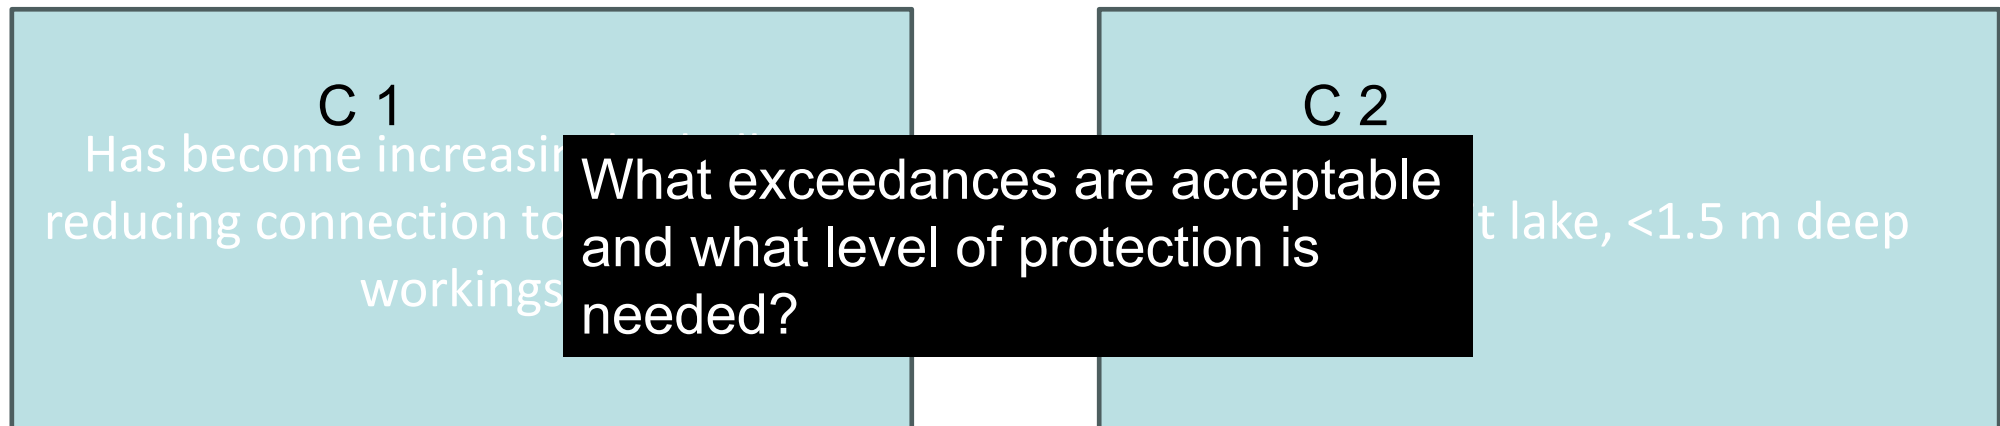 C 1
Has become
reducing connection to
workings
What exceedances are acceptable
and what level of protection is
needed?
C 2
lake, <1.5 m deep